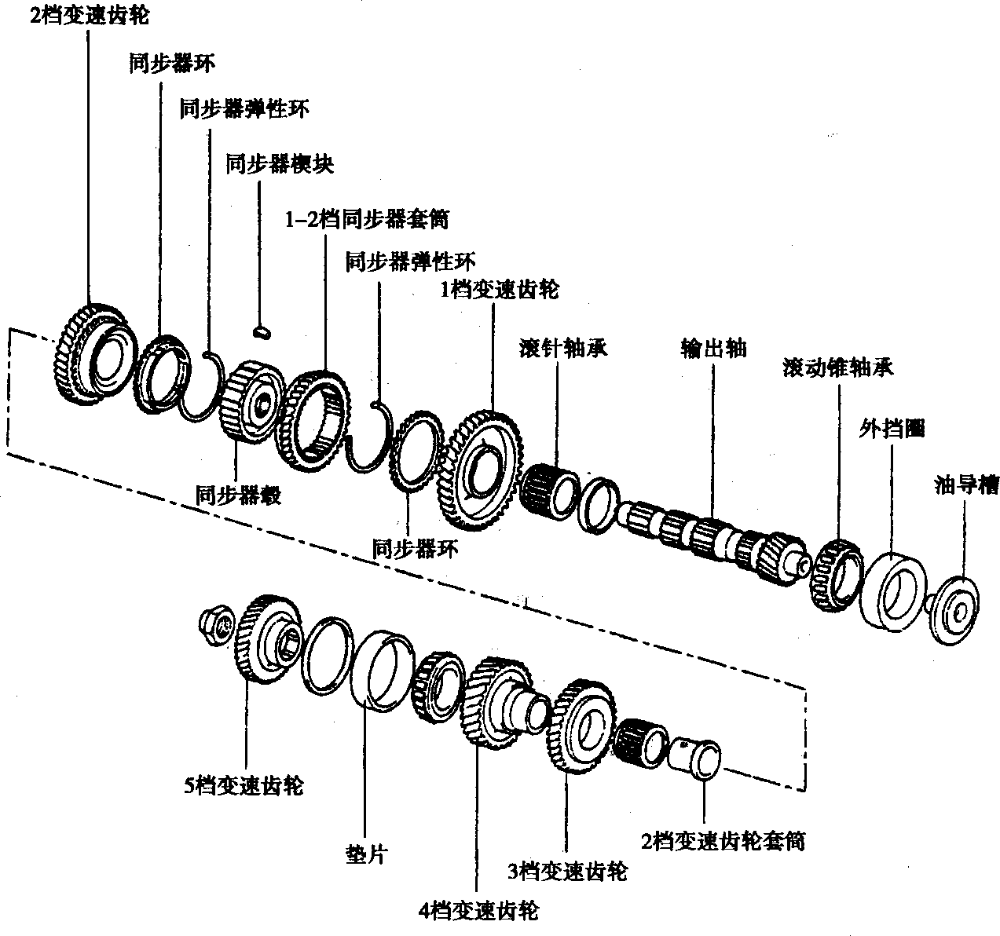 2档变速齿轮
同步器环
同步器弹性环
同步器楔块
1-2档同步器套筒
同步器弹性环
1档变速齿轮
滚针轴承
输出轴
滚动锥轴承
外挡圈
油导槽
同步器毂
同步器环
5档变速齿轮
垫片
2档变速齿轮套筒
3档变速齿轮
4档变速齿轮